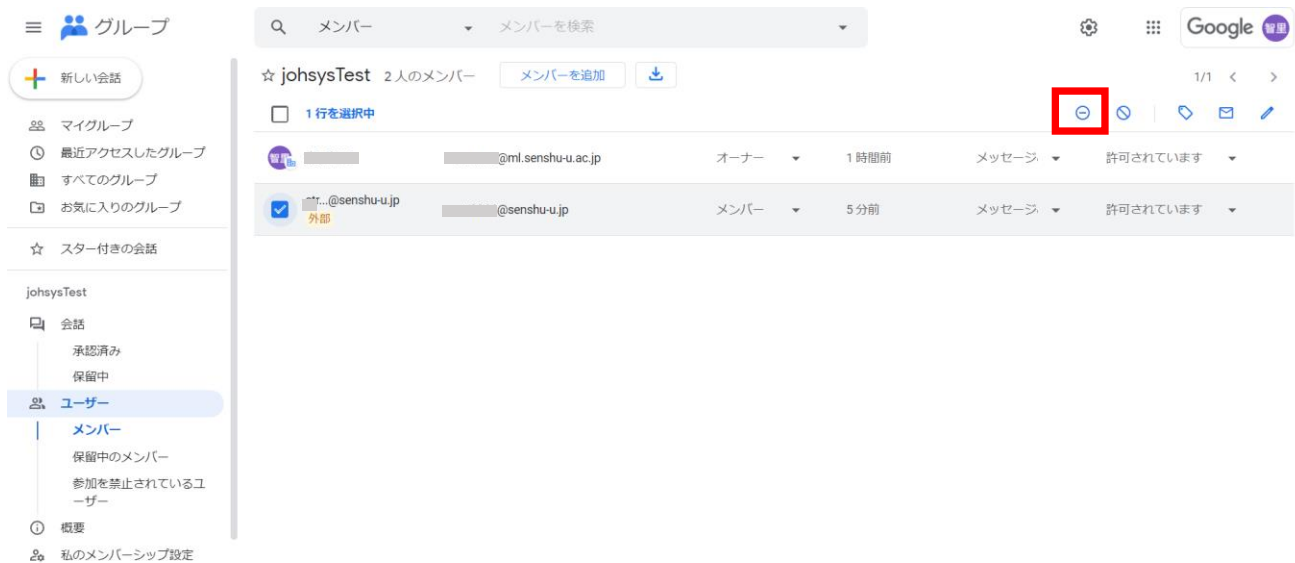 グループ
メンバー
メンバーを検索
Google 智里
新しい会話
johsysTest 2人のメンバー メンバーを追加
1/1
1行を選択中
マイグループ
最近アクセスしたグループ
すべてのグループ
お気に入りのグループ
スター付きの会話
@ml.senshu-u.ac.jp オーナー 1時間前 メッセージ 許可されています
...@senshu-u.jp
外部
@senshu-u.jp メンバー 5分前 メッセージ 許可されています
johsysTest
会話
承認済み
保留中
ユーザー
メンバー
保留中のメンバー
参加を禁止されているユ
ーザー
概要
私のメンバーシップ設定